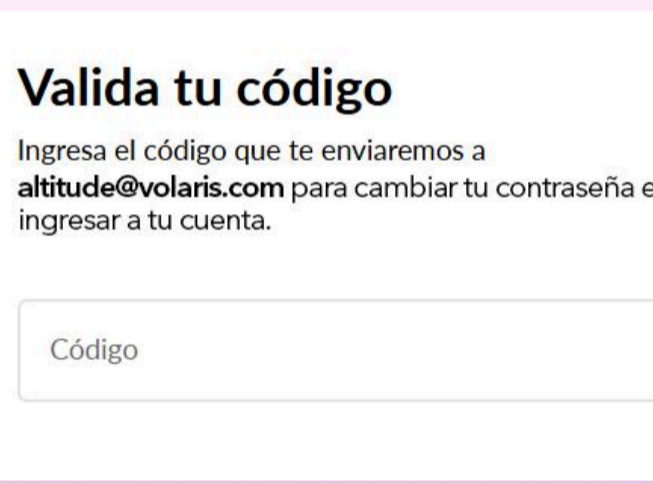 Valida tu código
Ingresa el código que te enviaremos a
altitude@volaris.com para cambiar tu contraseña e
ingresar a tu cuenta.
Código